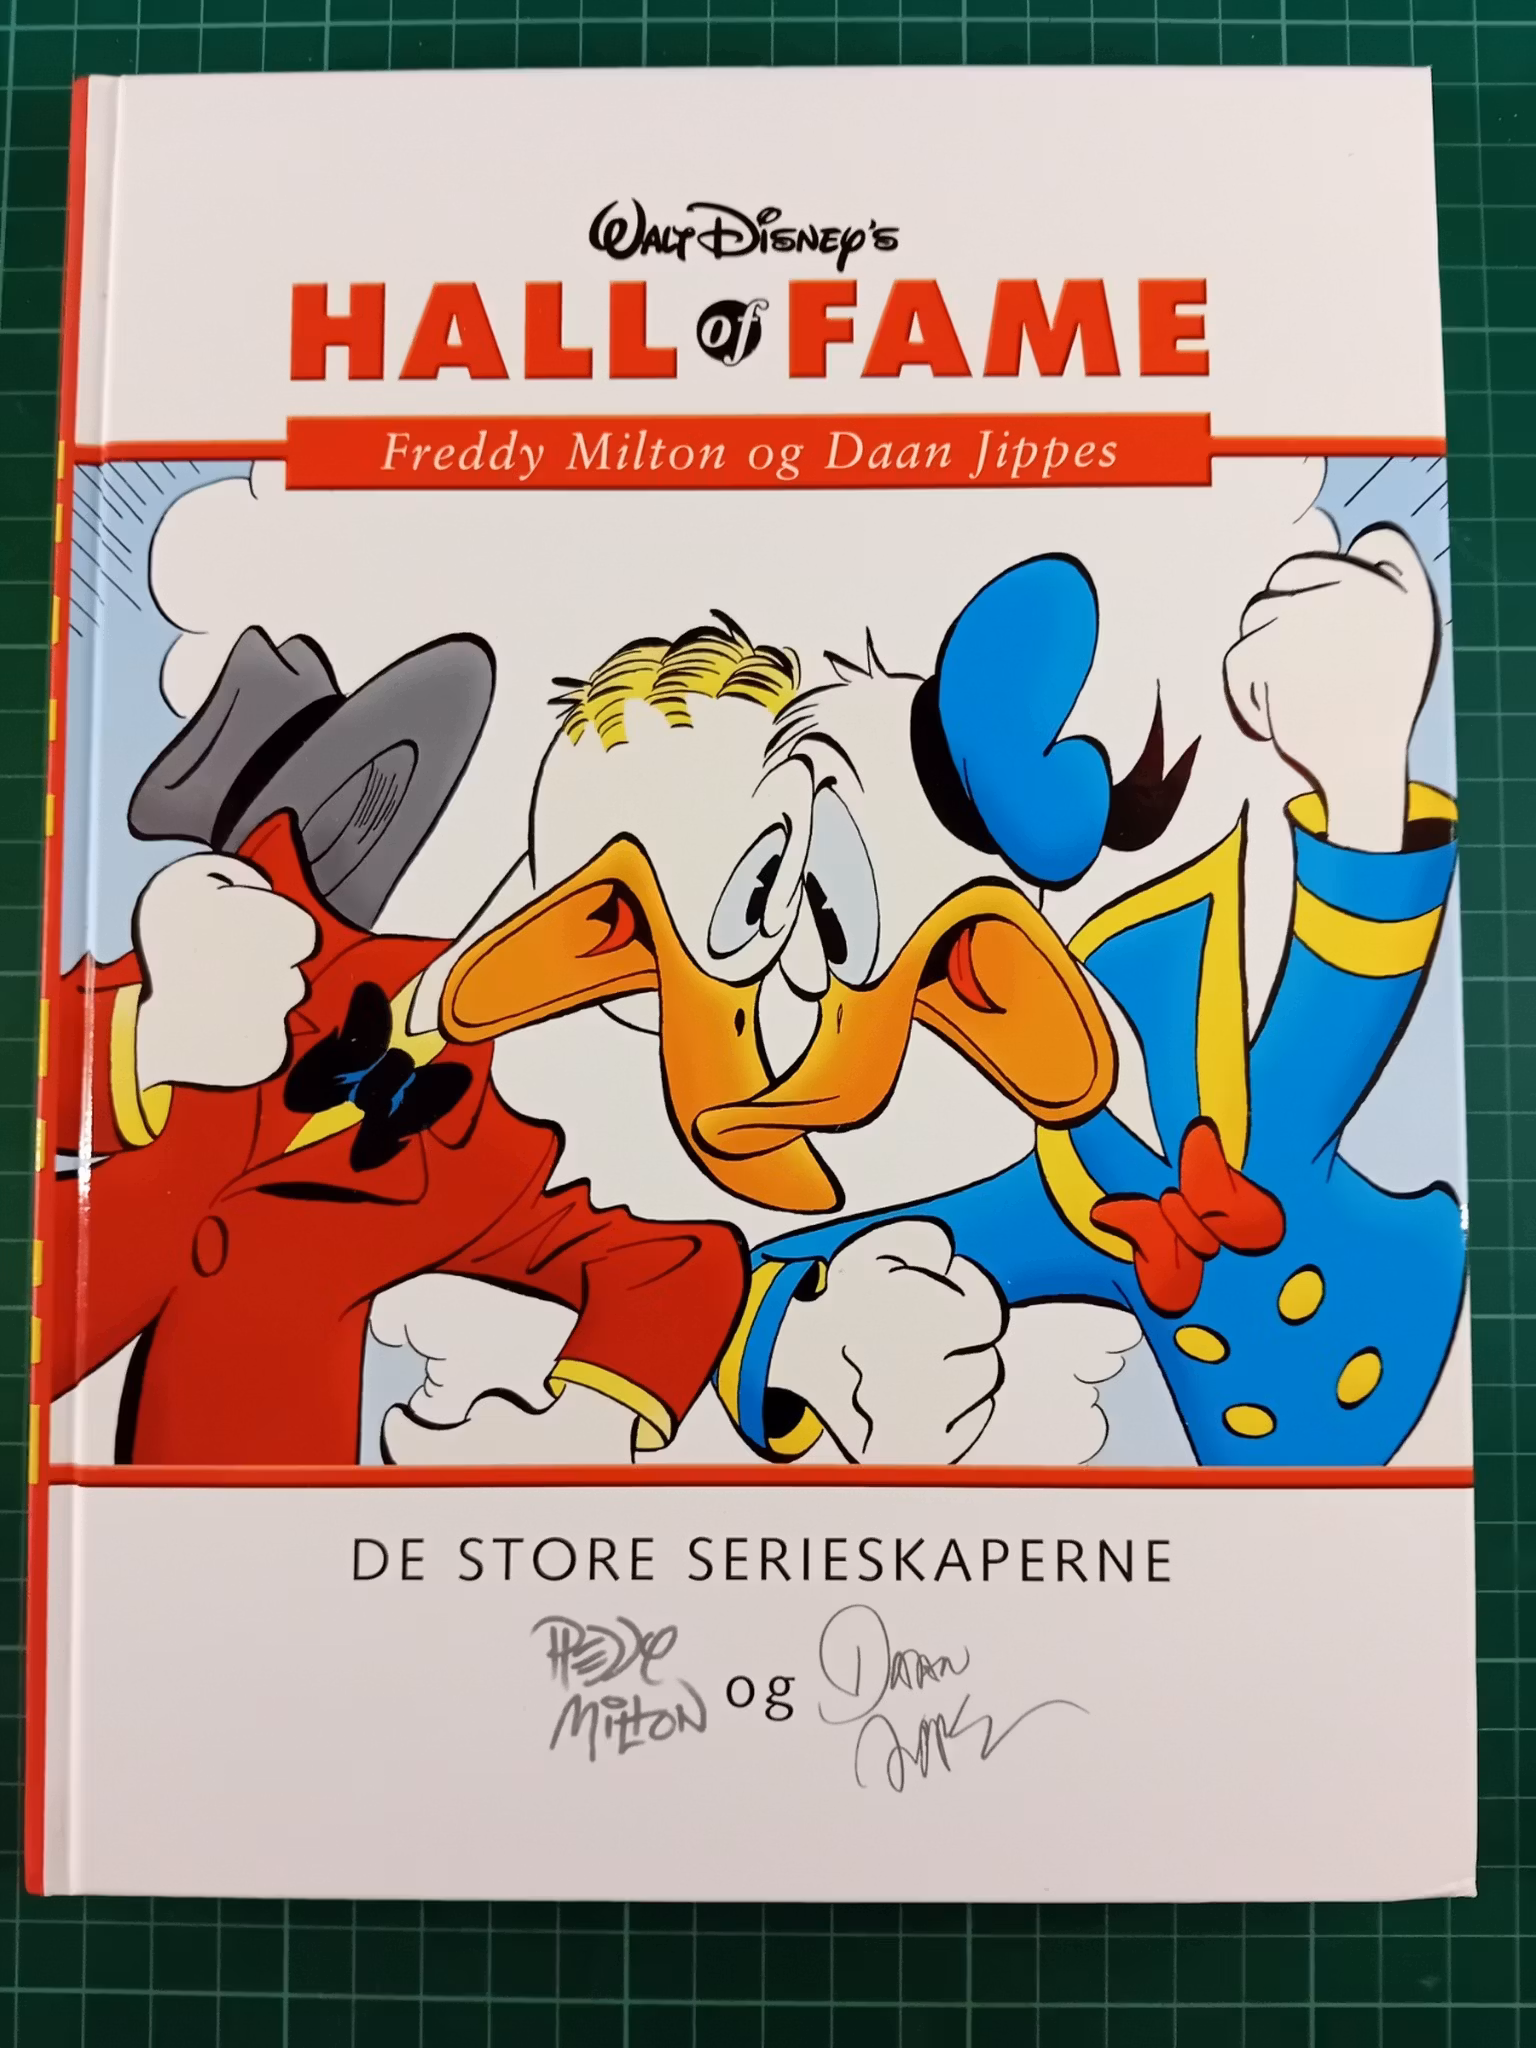 WALT DISNEY'S
HALL of FAME
Freddy Milton og Daan Jippes
DE STORE SERIESKAPERNE
FREDDY MILTON og DAAN JIPPES